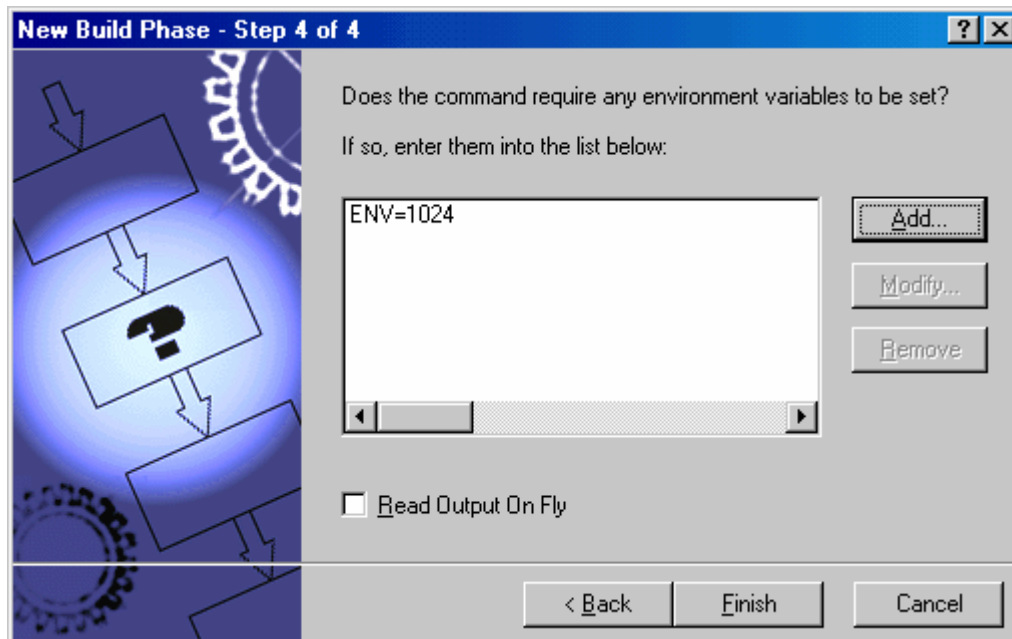 New Build Phase - Step 4 of 4
Does the command require any environment variables to be set?
If so, enter them into the list below:
ENV=1024
Add...
Modify...
Remove
Read Output On Fly
< Back
Finish
Cancel